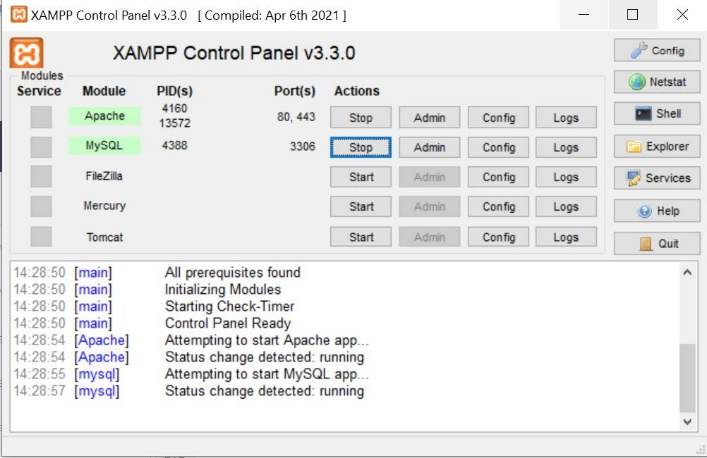 XAMPP Control Panel v3.3.0 [ Compiled: Apr 6th 2021 ]
XAMPP Control Panel v3.3.0
Config
Modules
Service Module PID(s) Port(s) Actions
Netstat
Apache 4160 13572 80, 443 Stop Admin Config Logs
Shell
MySQL 4388 3306 Stop Admin Config Logs
Explorer
FileZilla Start Admin Config Logs
Services
Mercury Start Admin Config Logs
Help
Tomcat Start Admin Config Logs
Quit
14:28:50 [main] All prerequisites found
14:28:50 [main] Initializing Modules
14:28:50 [main] Starting Check-Timer
14:28:50 [main] Control Panel Ready
14:28:54 [Apache] Attempting to start Apache app...
14:28:54 [Apache] Status change detected: running
14:28:55 [mysql] Attempting to start MySQL app...
14:28:57 [mysql] Status change detected: running